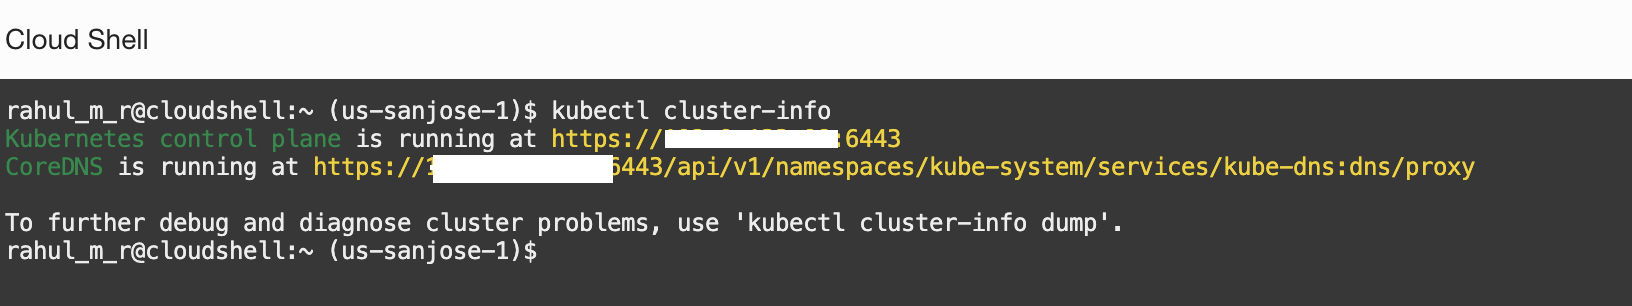 Cloud Shell
rahul_m_r@cloudshell:~ (us-sanjose-1)$ kubectl cluster-info
Kubernetes control plane is running at https://:6443
CoreDNS is running at https://6443/api/v1/namespaces/kube-system/services/kube-dns:dns/proxy
To further debug and diagnose cluster problems, use 'kubectl cluster-info dump'.
rahul_m_r@cloudshell:~ (us-sanjose-1)$